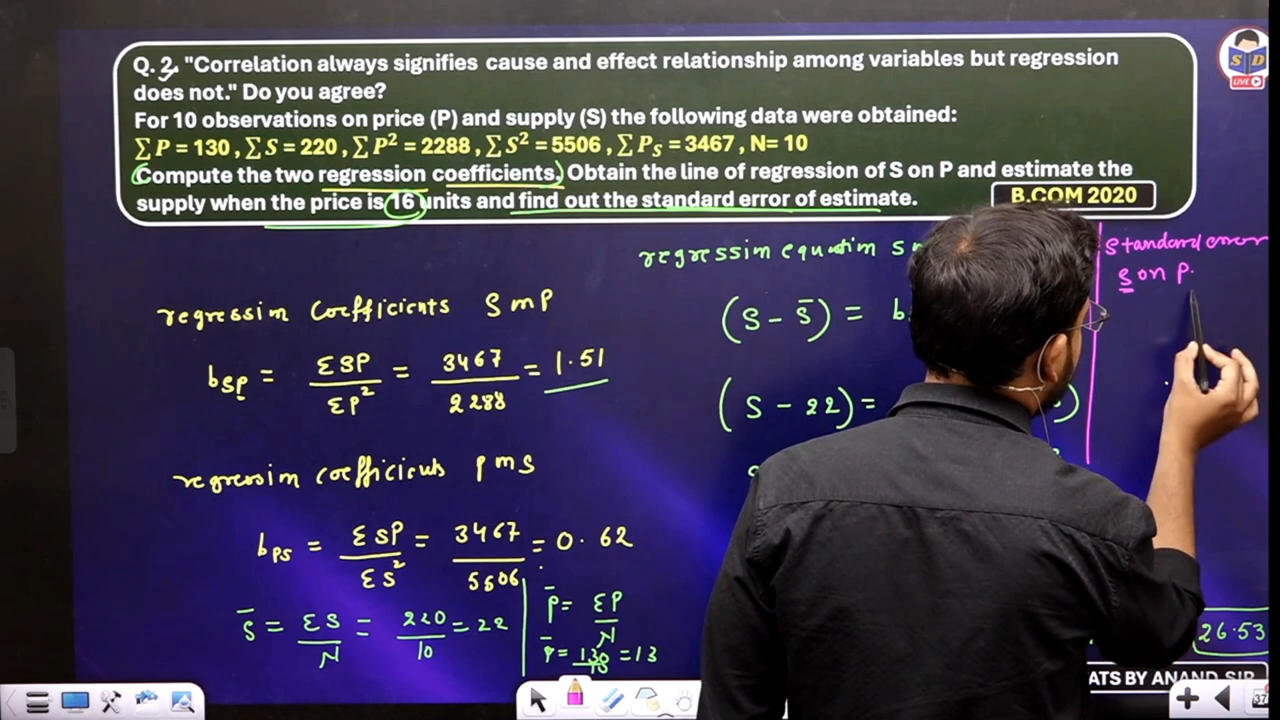 Q. 2. "Correlation always signifies cause and effect relationship among variables but regression
does not." Do you agree?
For 10 observations on price (P) and supply (S) the following data were obtained:
∑P = 130 , ∑S = 220 , ∑P² = 2288 , ∑S² = 5506 , ∑Ps = 3467 , N= 10
Compute the two regression coefficients. Obtain the line of regression of S on P and estimate the
supply when the price is 16 units and find out the standard error of estimate.
B.COM 2020
SD
LIVE
regression coefficients S on P
bSP = ΣSP / ΣP² = 3467 / 2288 = 1.51
regression coefficients P on S
bPS = ΣSP / ΣS² = 3467 / 5506 = 0.62
S̄ = ΣS / N = 220 / 10 = 22
P̄ = ΣP / N
P̄ = 130 / 10 = 13
regression equation S
(S - S̄) = b
(S - 22) =
Standard error
S on P.
26.53
ATS BY ANAND SIR
37